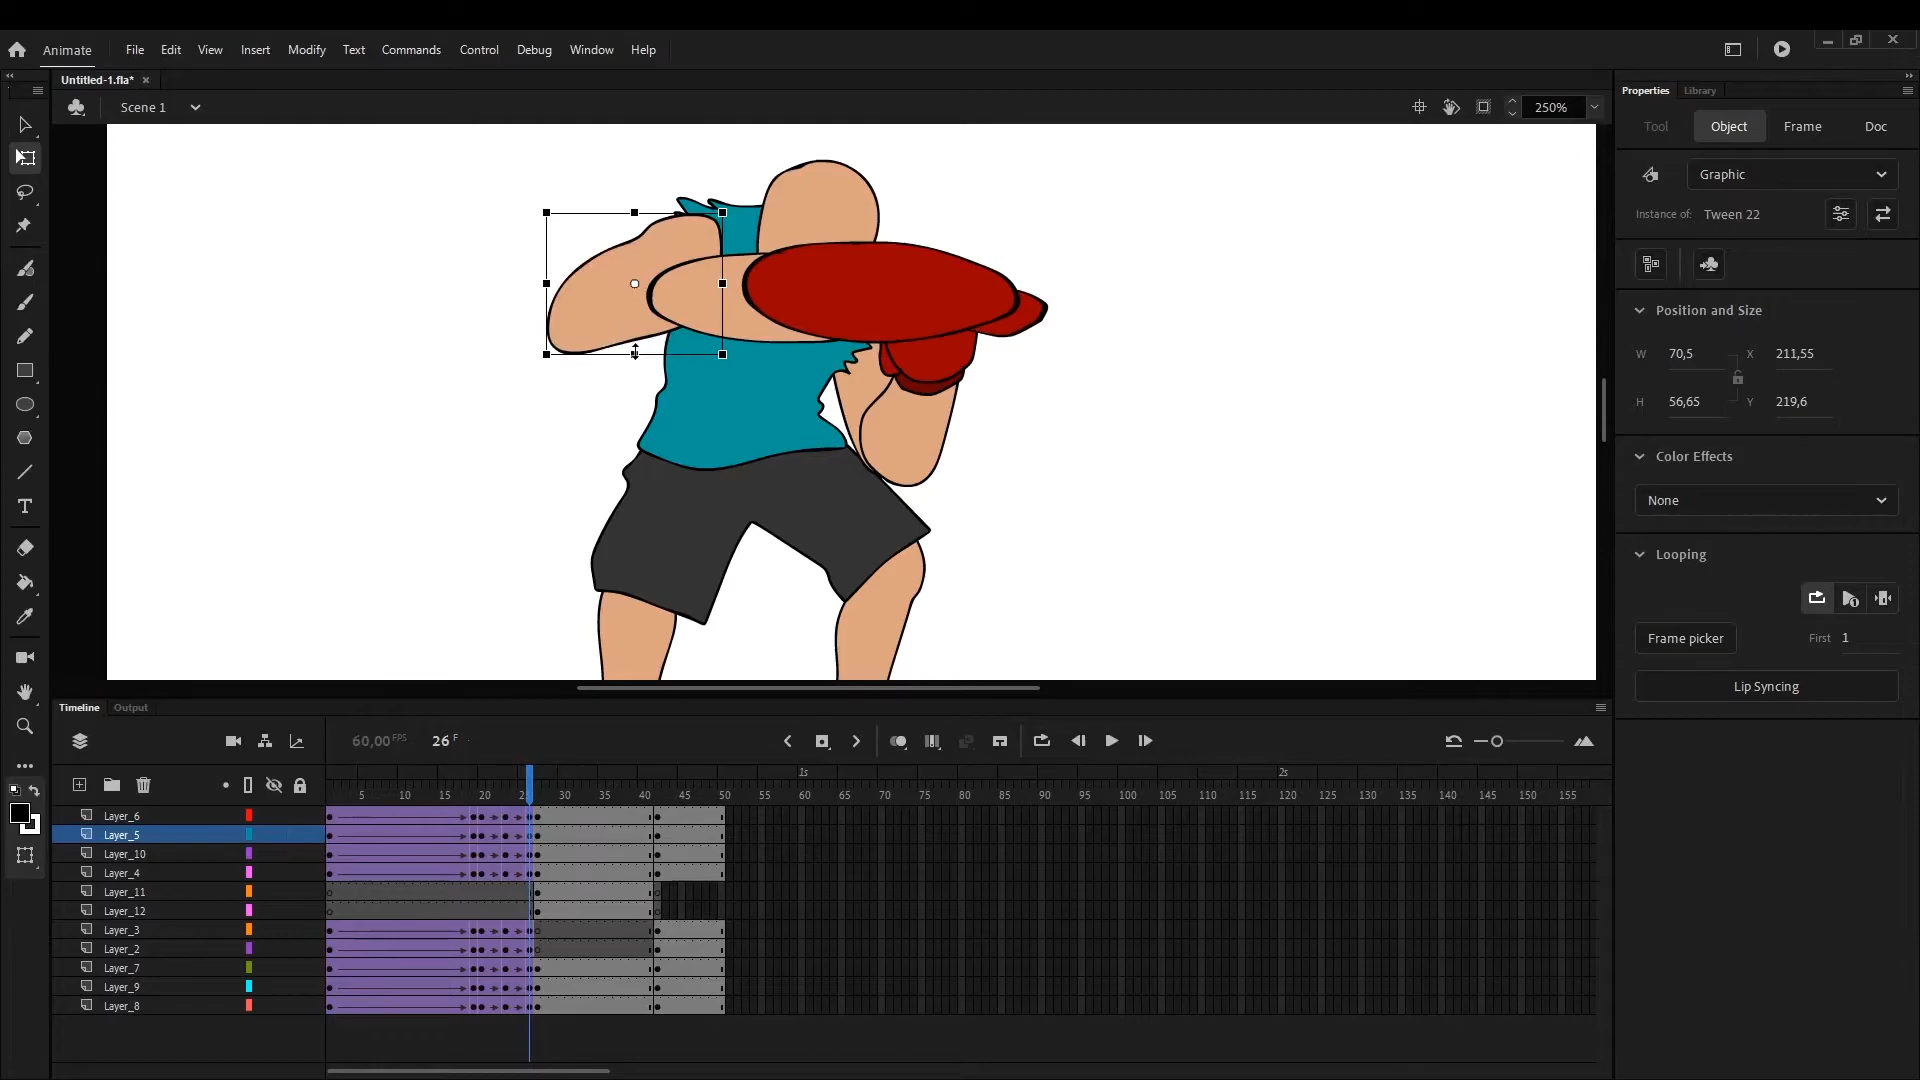 Animate File Edit View Insert Modify Text Commands Control Debug Window Help
Untitled-1.fla*
Scene 1 250%
T
Properties Library
Tool Object Frame Doc
Graphic
Instance of: Tween 22
Position and Size
W 70,5 X 211,55
H 56,65 Y 219,6
Color Effects
None
Looping
Frame picker First 1
Lip Syncing
Timeline Output
60,00 FPS 26 F
1s 2s
5 10 15 20 25 30 35 40 45 50 55 60 65 70 75 80 85 90 95 100 105 110 115 120 125 130 135 140 145 150 155
Layer_6
Layer_5
Layer_10
Layer_4
Layer_11
Layer_12
Layer_3
Layer_2
Layer_7
Layer_9
Layer_8